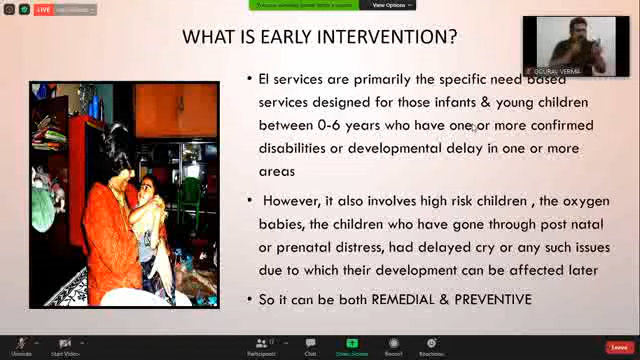 LIVE
View Options
WHAT IS EARLY INTERVENTION?
GOURAV VERMA
• EI services are primarily the specific need based
services designed for those infants & young children
between 0-6 years who have one or more confirmed
disabilities or developmental delay in one or more
areas
• However, it also involves high risk children , the oxygen
babies, the children who have gone through post natal
or prenatal distress, had delayed cry or any such issues
due to which their development can be affected later
• So it can be both REMEDIAL & PREVENTIVE
Unmute
Start Video
Participants
17
Chat
Share Screen
Record
Reactions
Leave